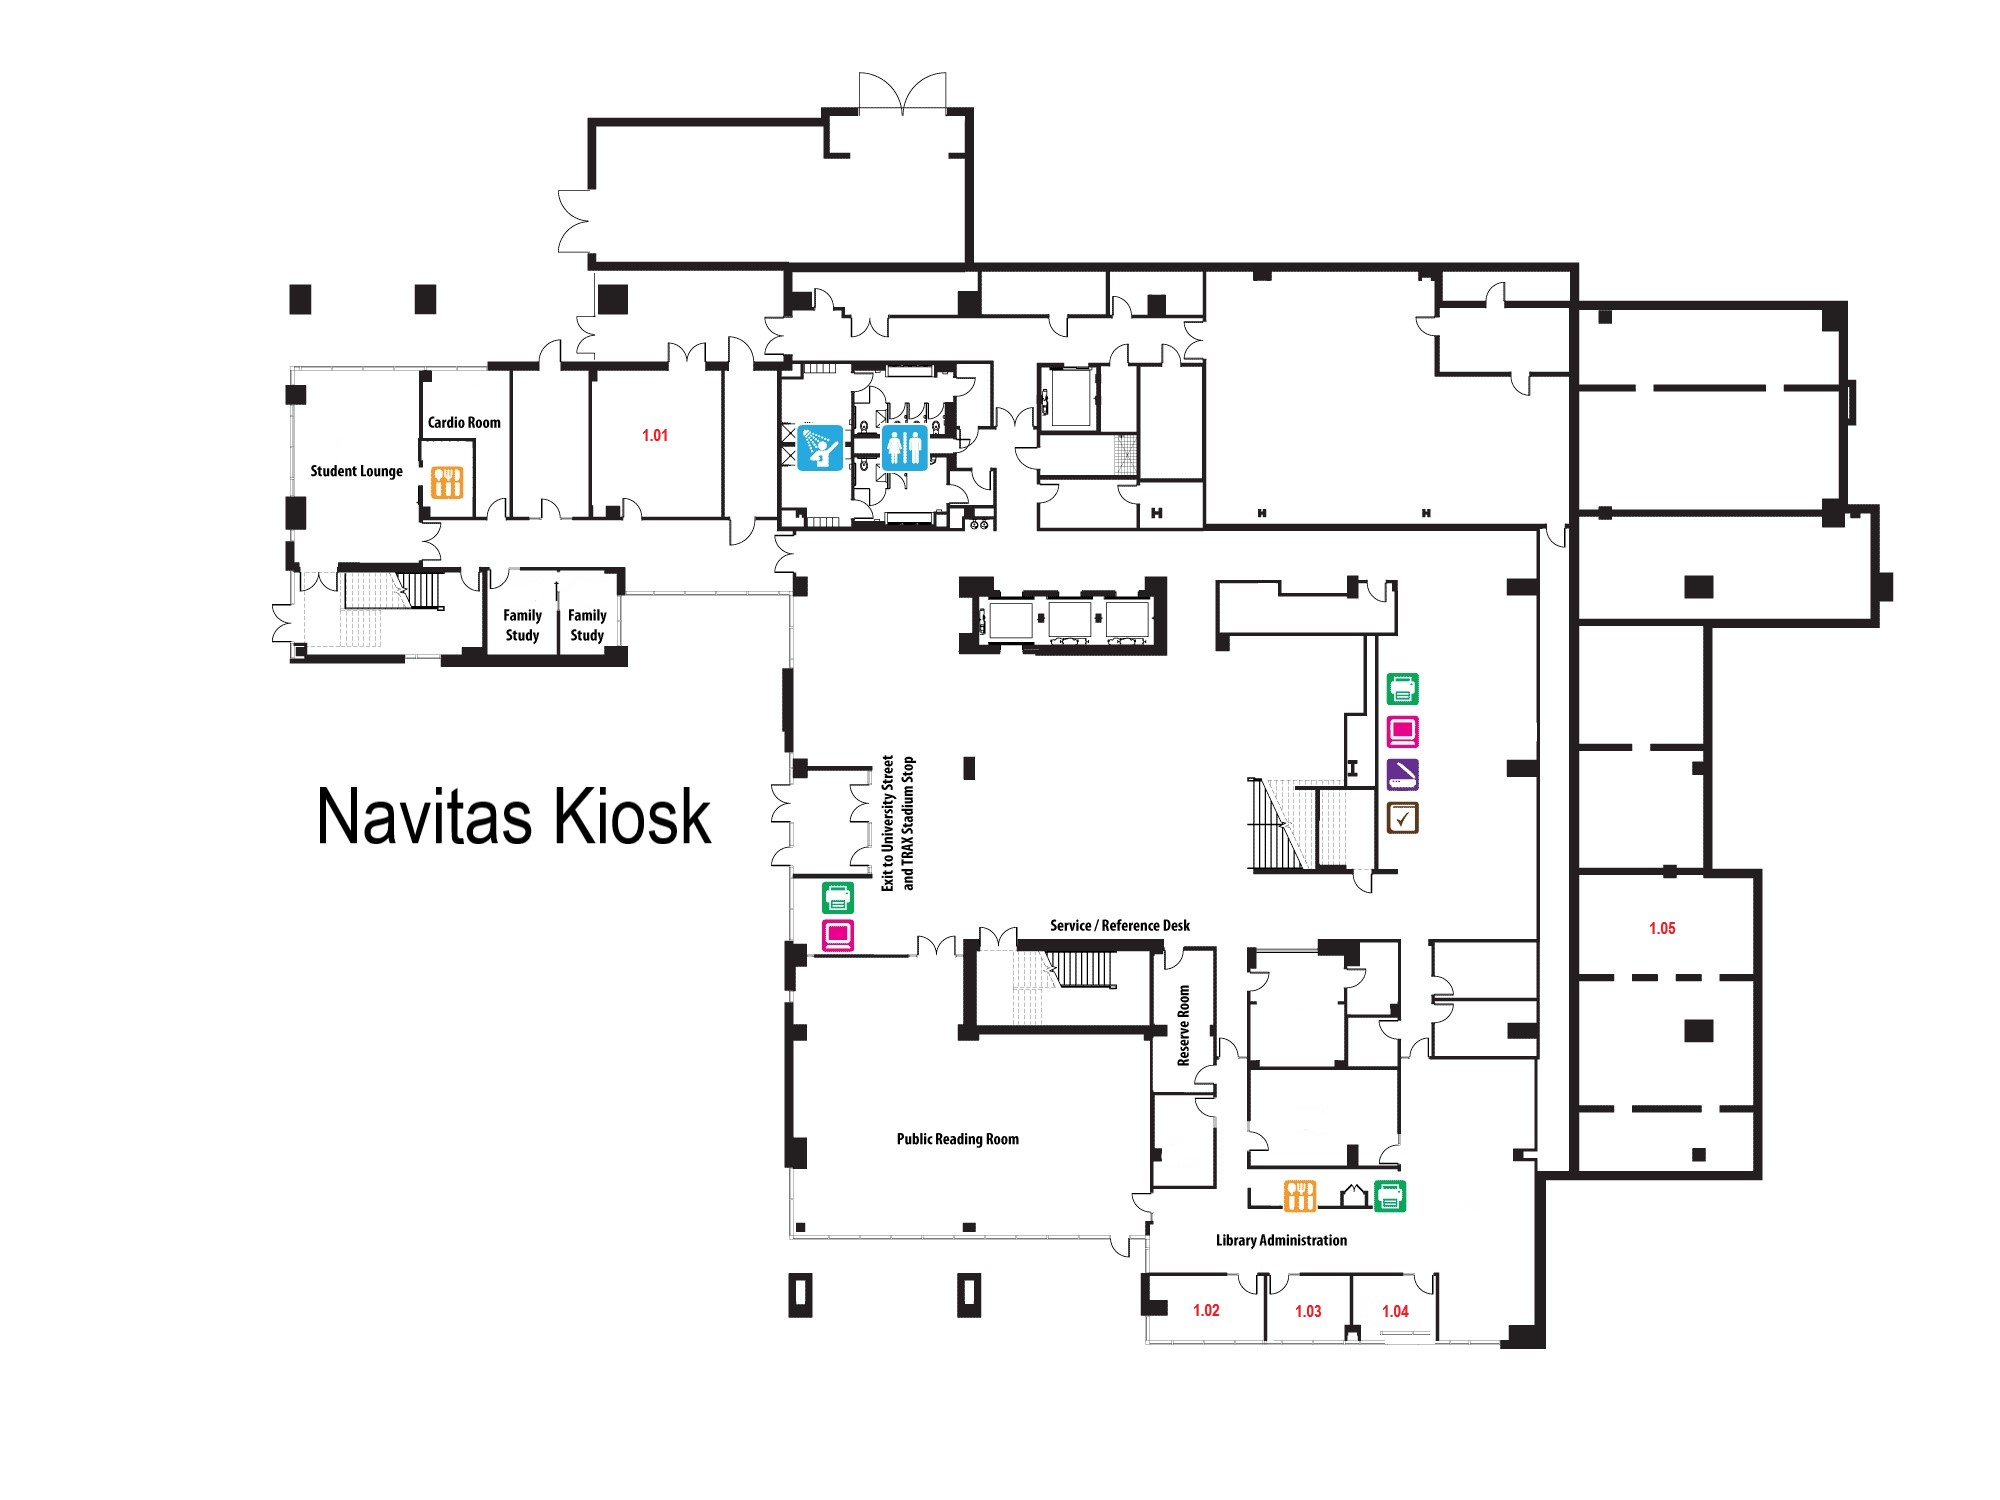 Cardio Room
1.01
Student Lounge
Family
Study
Family
Study
Navitas Kiosk
Exit to University Street
and TRAX Stadium Stop
Service / Reference Desk
1.05
Reserve Room
Public Reading Room
Library Administration
1.02
1.03
1.04